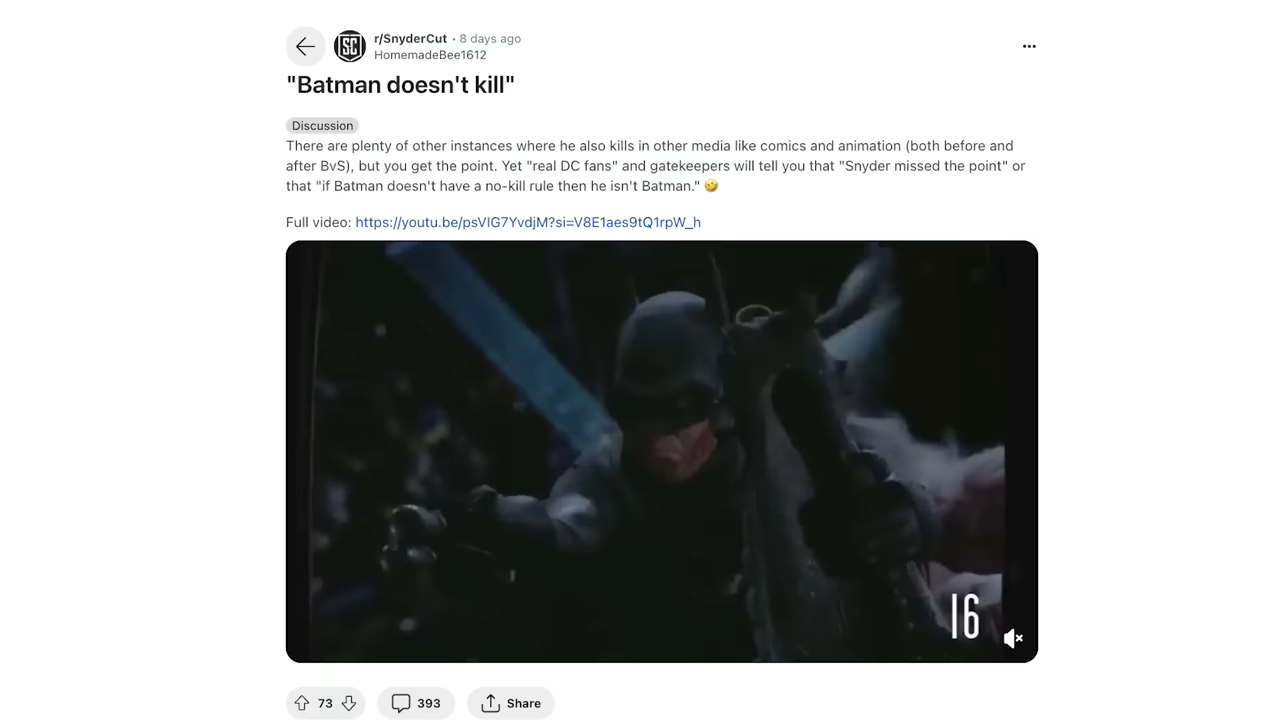 r/SnyderCut • 8 days ago
HomemadeBee1612
"Batman doesn't kill"
Discussion
There are plenty of other instances where he also kills in other media like comics and animation (both before and
after BvS), but you get the point. Yet "real DC fans" and gatekeepers will tell you that "Snyder missed the point" or
that "if Batman doesn't have a no-kill rule then he isn't Batman." 🤣
Full video: https://youtu.be/psVIG7YvdjM?si=V8E1aes9tQ1rpW_h
16
73
393
Share